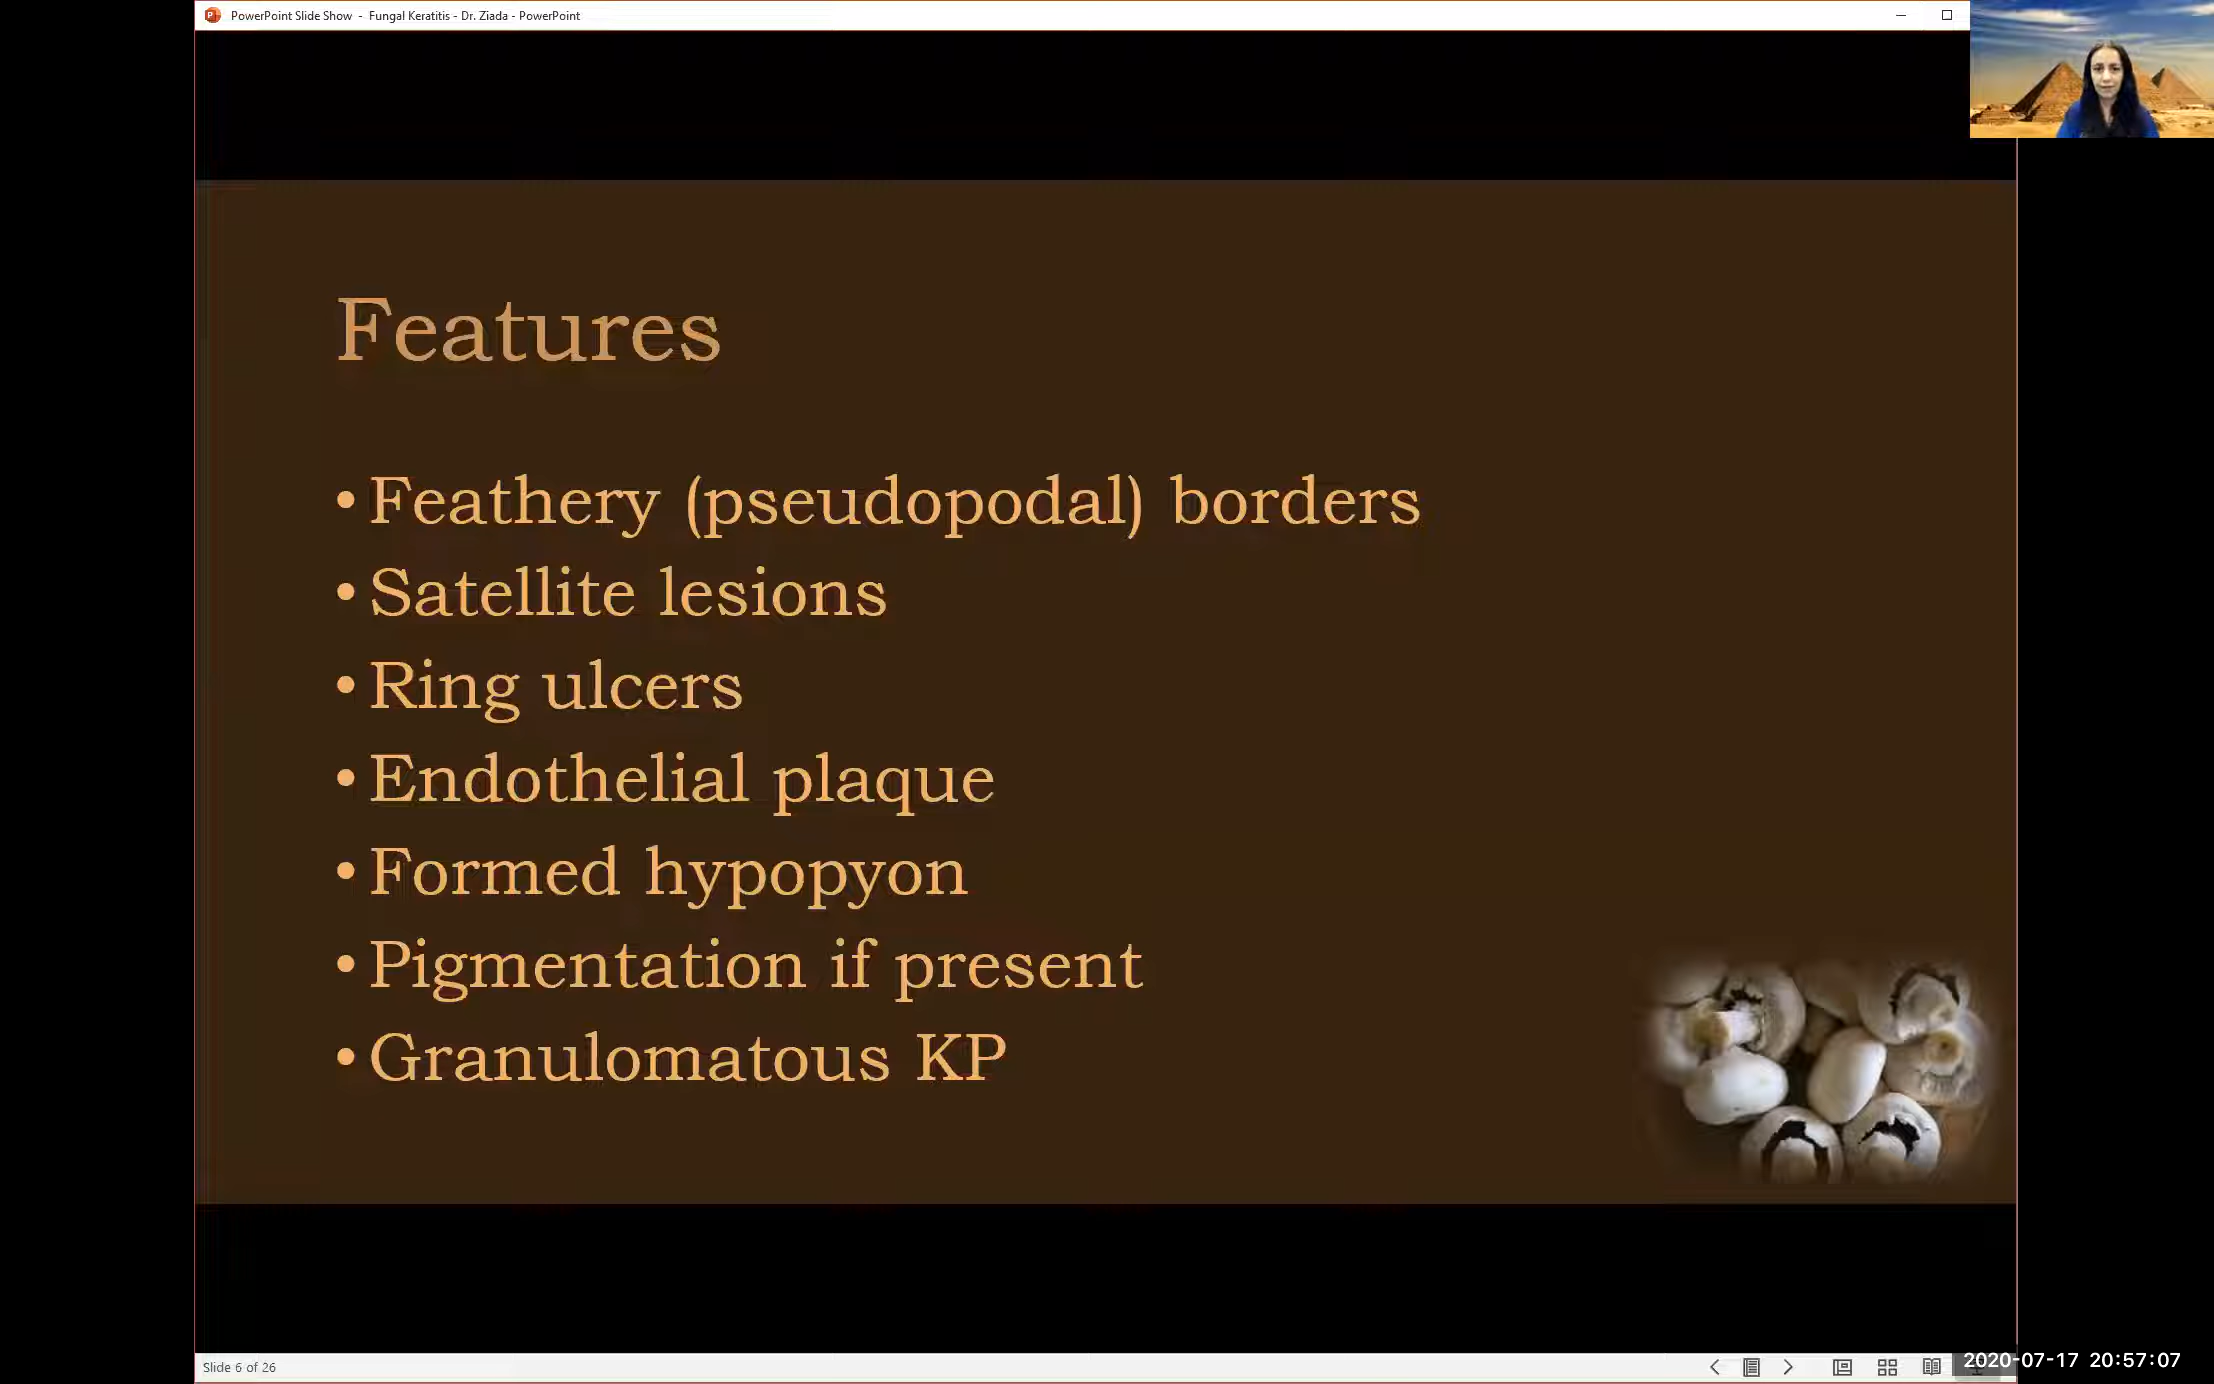 PowerPoint Slide Show - Fungal Keratitis - Dr. Ziada - PowerPoint
Features
• Feathery (pseudopodal) borders
• Satellite lesions
• Ring ulcers
• Endothelial plaque
• Formed hypopyon
• Pigmentation if present
• Granulomatous KP
Slide 6 of 26
2020-07-17 20:57:07